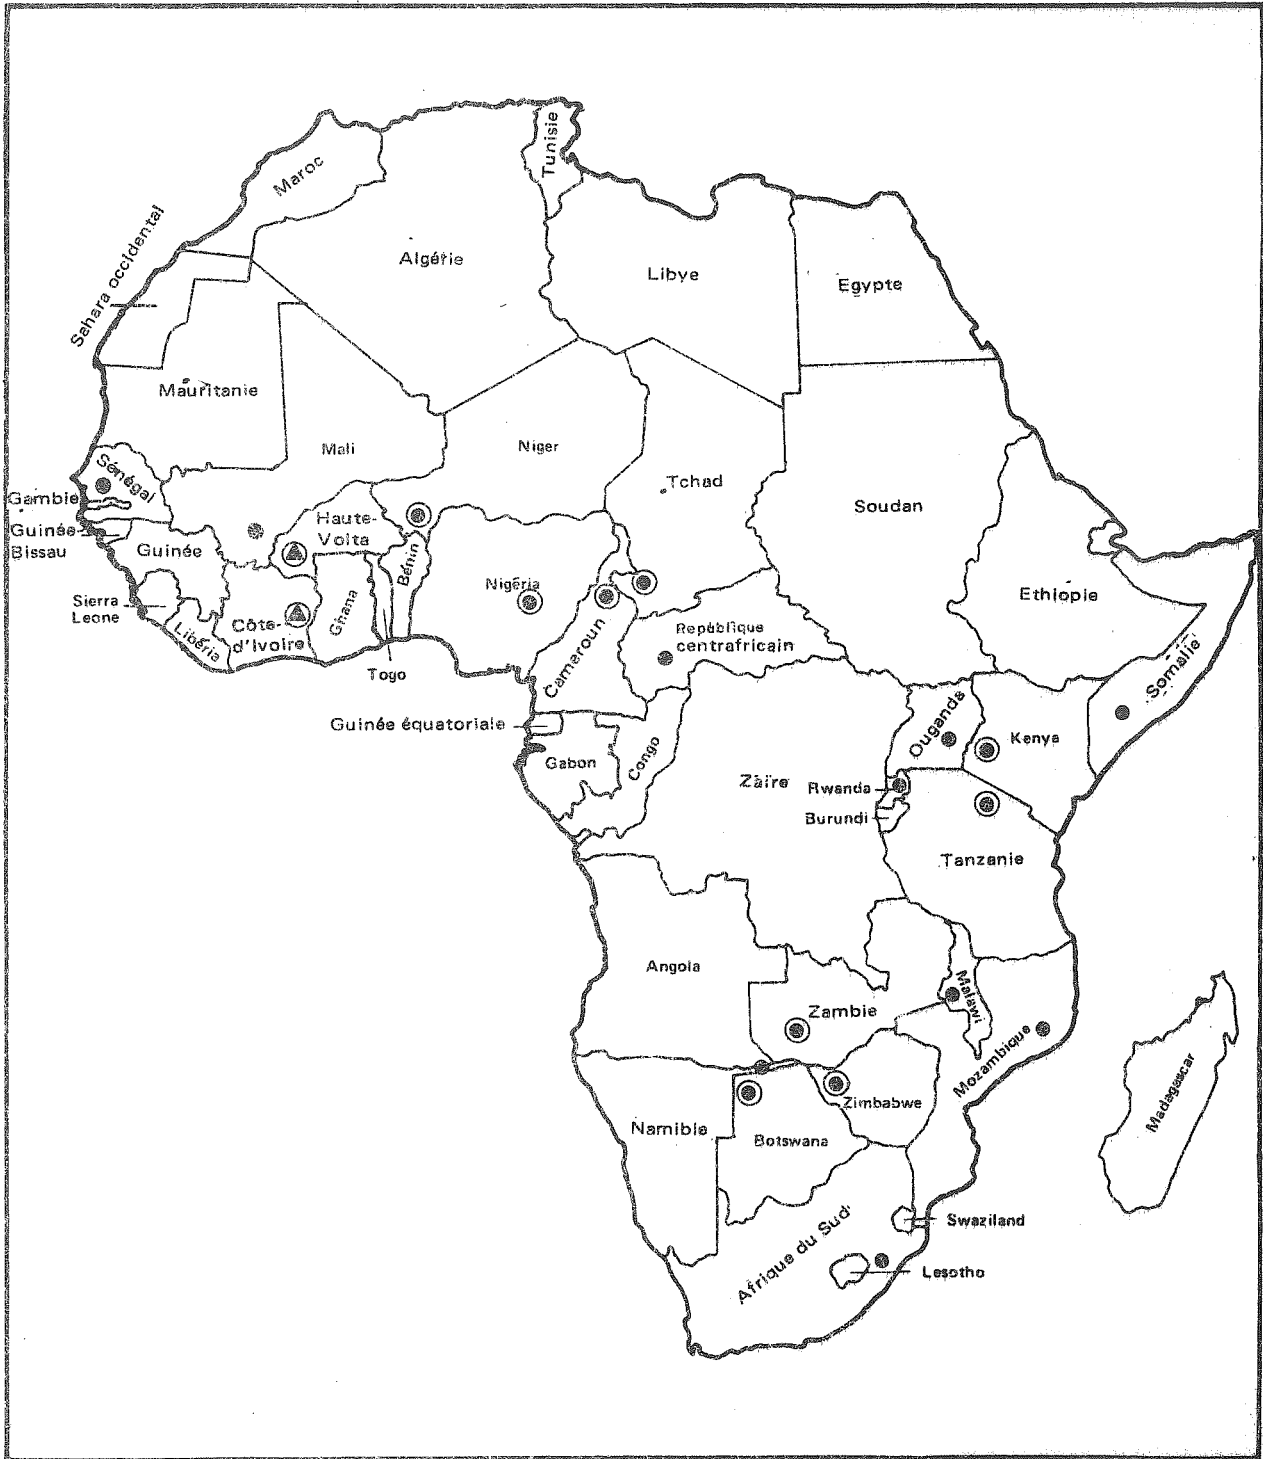 Tunisie
Maroc
Sahara occidental
Algérie
Libye
Egypte
Mauritanie
Mali
Niger
Tchad
Soudan
Sénégal
Gambie
Guinée
Bissau
Guinée
Haute-
Volta
Bénin
Nigéria
Ethiopie
Sierra
Leone
Libéria
Côte-
d'Ivoire
Ghana
Togo
Cameroun
République
centrafricain
Somalie
Guinée équatoriale
Gabon
Congo
Zaïre
Ouganda
Kenya
Rwanda
Burundi
Tanzanie
Angola
Zambie
Malawi
Mozambique
Madagascar
Namibie
Zimbabwe
Botswana
Swaziland
Afrique du Sud
Lesotho